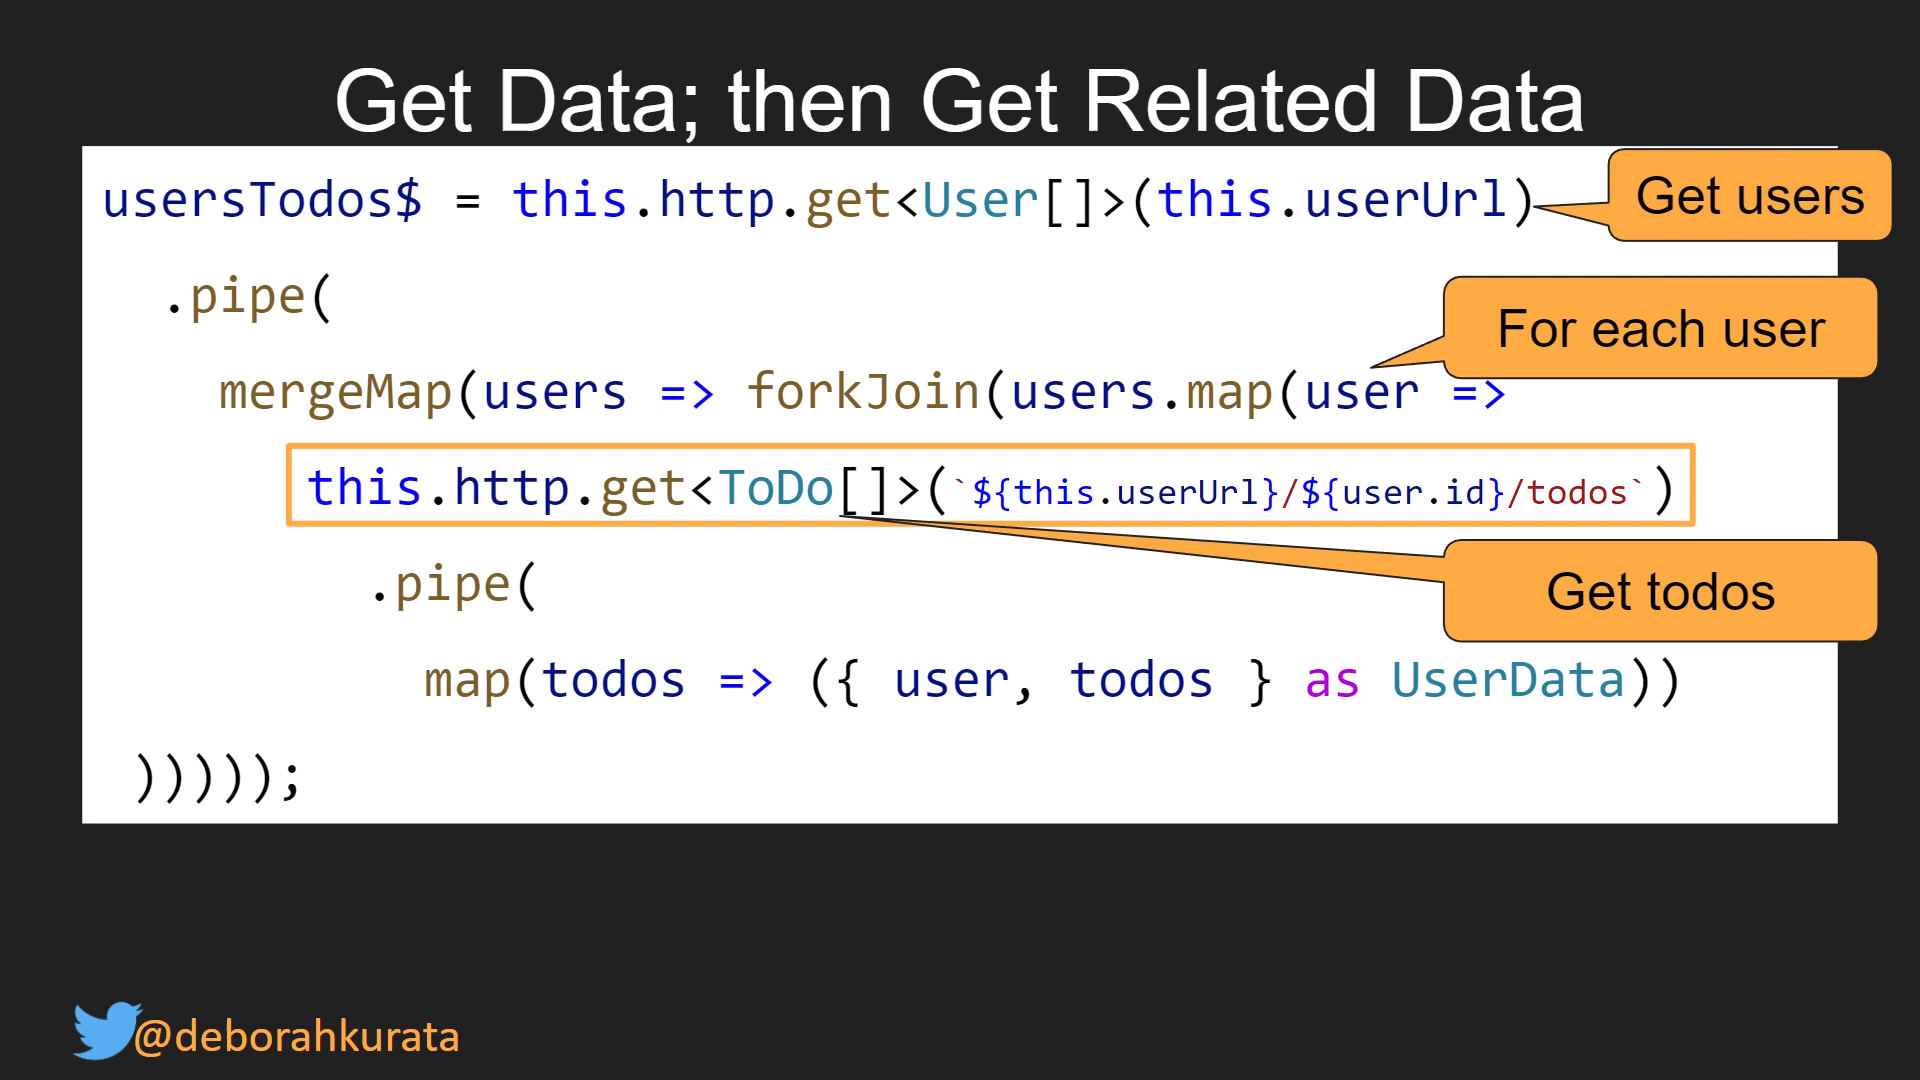 Get Data; then Get Related Data
usersTodos$ = this.http.get<User[]>(this.userUrl)
Get users
.pipe(
For each user
mergeMap(users => forkJoin(users.map(user =>
this.http.get<ToDo[]>(`${this.userUrl}/${user.id}/todos`)
.pipe(
Get todos
map(todos => ({ user, todos } as UserData))
)))));
@deborahkurata